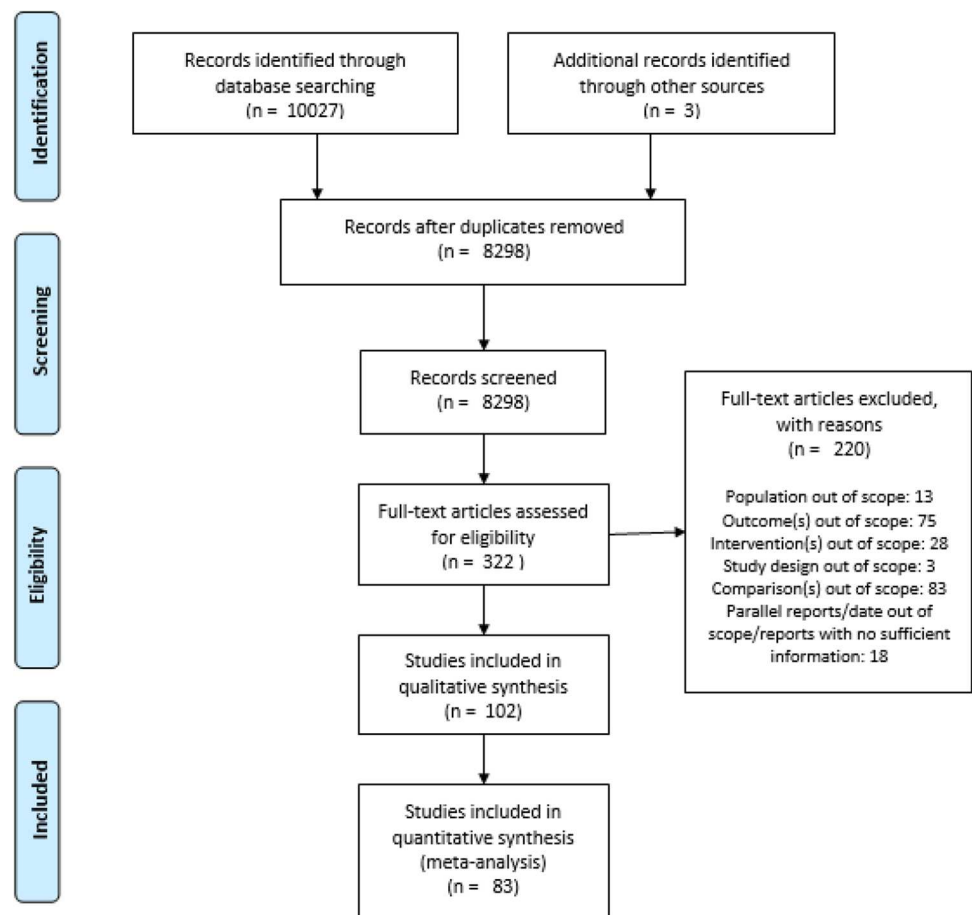 Identification
Records identified through
database searching
(n = 10027)
Additional records identified
through other sources
(n = 3)
Records after duplicates removed
(n = 8298)
Screening
Records screened
(n = 8298)
Full-text articles excluded,
with reasons
(n = 220)
Population out of scope: 13
Outcome(s) out of scope: 75
Intervention(s) out of scope: 28
Study design out of scope: 3
Comparison(s) out of scope: 83
Parallel reports/date out of
scope/reports with no sufficient
information: 18
Eligibility
Full-text articles assessed
for eligibility
(n = 322 )
Studies included in
qualitative synthesis
(n = 102)
Included
Studies included in
quantitative synthesis
(meta-analysis)
(n = 83)